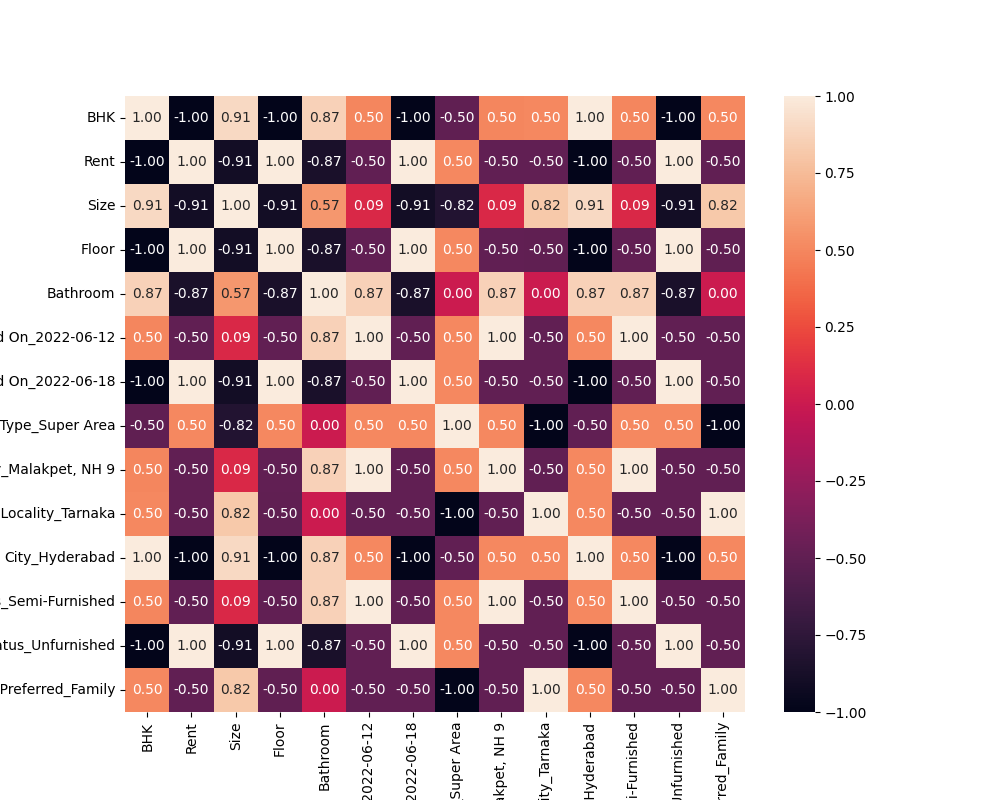 BHK 1.00 -1.00 0.91 -1.00 0.87 0.50 -1.00 -0.50 0.50 0.50 1.00 0.50 -1.00 0.50
Rent -1.00 1.00 -0.91 1.00 -0.87 -0.50 1.00 0.50 -0.50 -0.50 -1.00 -0.50 1.00 -0.50
Size 0.91 -0.91 1.00 -0.91 0.57 0.09 -0.91 -0.82 0.09 0.82 0.91 0.09 -0.91 0.82
Floor -1.00 1.00 -0.91 1.00 -0.87 -0.50 1.00 0.50 -0.50 -0.50 -1.00 -0.50 1.00 -0.50
Bathroom 0.87 -0.87 0.57 -0.87 1.00 0.87 -0.87 0.00 0.87 0.00 0.87 0.87 -0.87 0.00
d On_2022-06-12 0.50 -0.50 0.09 -0.50 0.87 1.00 -0.50 0.50 1.00 -0.50 0.50 1.00 -0.50 -0.50
d On_2022-06-18 -1.00 1.00 -0.91 1.00 -0.87 -0.50 1.00 0.50 -0.50 -0.50 -1.00 -0.50 1.00 -0.50
Type_Super Area -0.50 0.50 -0.82 0.50 0.00 0.50 0.50 1.00 0.50 -1.00 -0.50 0.50 0.50 -1.00
_Malakpet, NH 9 0.50 -0.50 0.09 -0.50 0.87 1.00 -0.50 0.50 1.00 -0.50 0.50 1.00 -0.50 -0.50
Locality_Tarnaka 0.50 -0.50 0.82 -0.50 0.00 -0.50 -0.50 -1.00 -0.50 1.00 0.50 -0.50 -0.50 1.00
City_Hyderabad 1.00 -1.00 0.91 -1.00 0.87 0.50 -1.00 -0.50 0.50 0.50 1.00 0.50 -1.00 0.50
s_Semi-Furnished 0.50 -0.50 0.09 -0.50 0.87 1.00 -0.50 0.50 1.00 -0.50 0.50 1.00 -0.50 -0.50
atus_Unfurnished -1.00 1.00 -0.91 1.00 -0.87 -0.50 1.00 0.50 -0.50 -0.50 -1.00 -0.50 1.00 -0.50
Preferred_Family 0.50 -0.50 0.82 -0.50 0.00 -0.50 -0.50 -1.00 -0.50 1.00 0.50 -0.50 -0.50 1.00
BHK
Rent
Size
Floor
Bathroom
2022-06-12
2022-06-18
Super Area
akpet, NH 9
ity_Tarnaka
Hyderabad
i-Furnished
Unfurnished
rred_Family
1.00
0.75
0.50
0.25
0.00
−0.25
−0.50
−0.75
−1.00